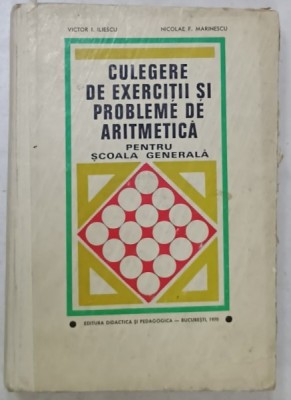 VICTOR I. ILIESCU NICOLAE P. MARINESCU
CULEGERE
DE EXERCIȚII ȘI
PROBLEME DE
ARITMETICĂ
PENTRU
ȘCOALA GENERALĂ
EDITURA DIDACTICĂ ȘI PEDAGOGICĂ — BUCUREȘTI, 1970